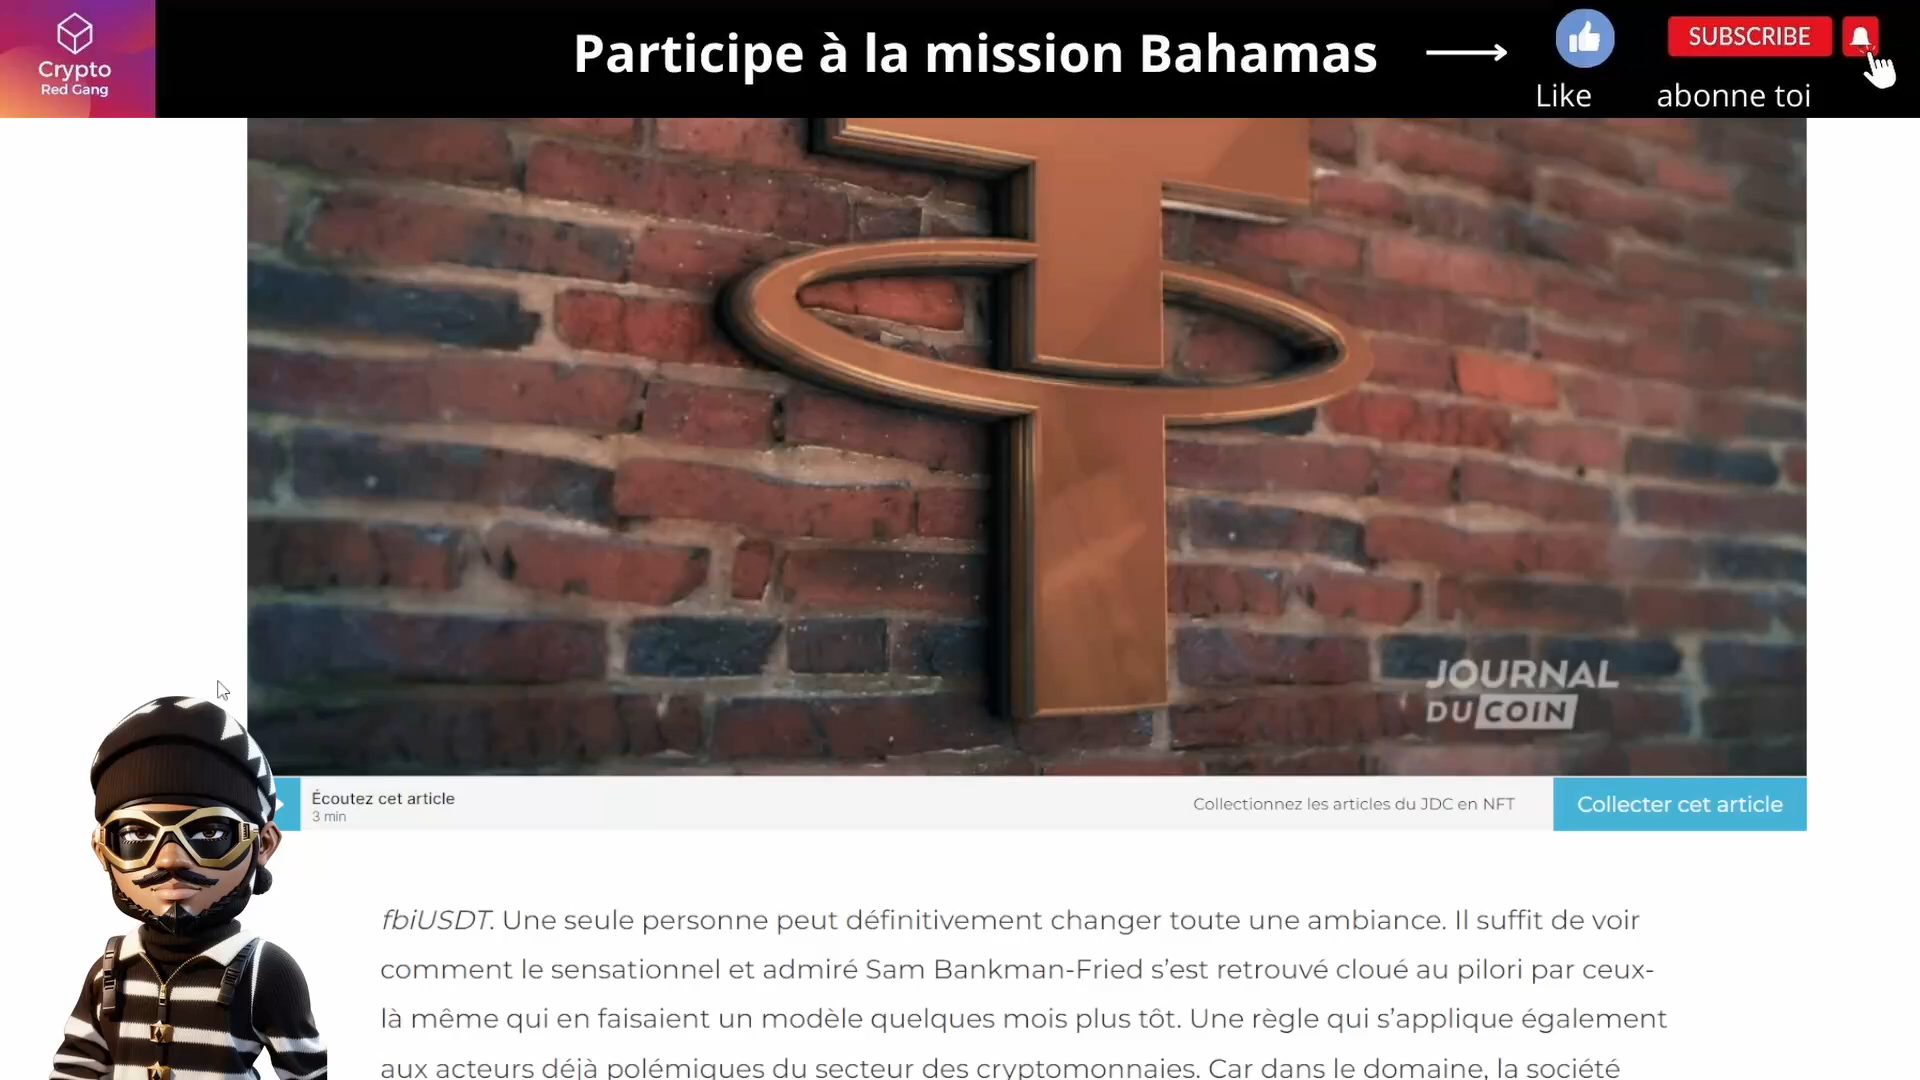 Crypto
Red Gang
Participe à la mission Bahamas
SUBSCRIBE
Like
abonne toi
JOURNAL
DU COIN
Écoutez cet article
3 min
Collectionnez les articles du JDC en NFT
Collecter cet article
fbiUSDT. Une seule personne peut définitivement changer toute une ambiance. Il suffit de voir
comment le sensationnel et admiré Sam Bankman-Fried s’est retrouvé cloué au pilori par ceux-
là même qui en faisaient un modèle quelques mois plus tôt. Une règle qui s’applique également
aux acteurs déjà polémiques du secteur des cryptomonnaies. Car dans le domaine, la société